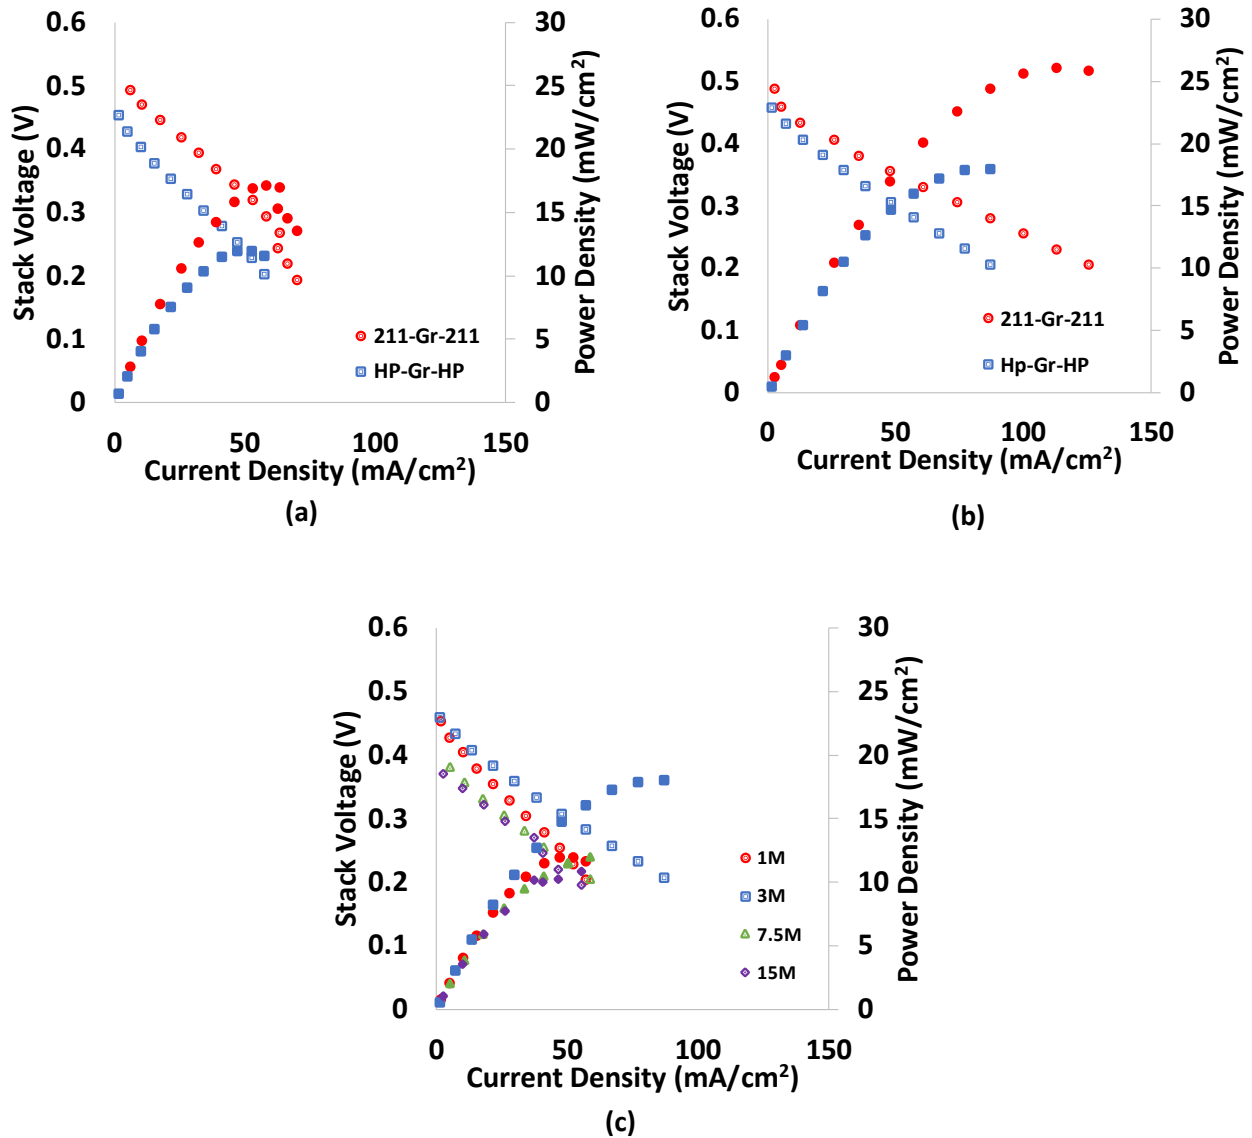 0.6
0.5
0.4
0.3
0.2
0.1
0
Stack Voltage (V)
30
25
20
15
10
5
0
Power Density (mW/cm²)
211-Gr-211
HP-Gr-HP
0 50 100 150
Current Density (mA/cm²)
(a)
0.6
0.5
0.4
0.3
0.2
0.1
0
Stack Voltage (V)
30
25
20
15
10
5
0
Power Density (mW/cm²)
211-Gr-211
Hp-Gr-HP
0 50 100 150
Current Density (mA/cm²)
(b)
0.6
0.5
0.4
0.3
0.2
0.1
0
Stack Voltage (V)
30
25
20
15
10
5
0
Power Density (mW/cm²)
1M
3M
7.5M
15M
0 50 100 150
Current Density (mA/cm²)
(c)